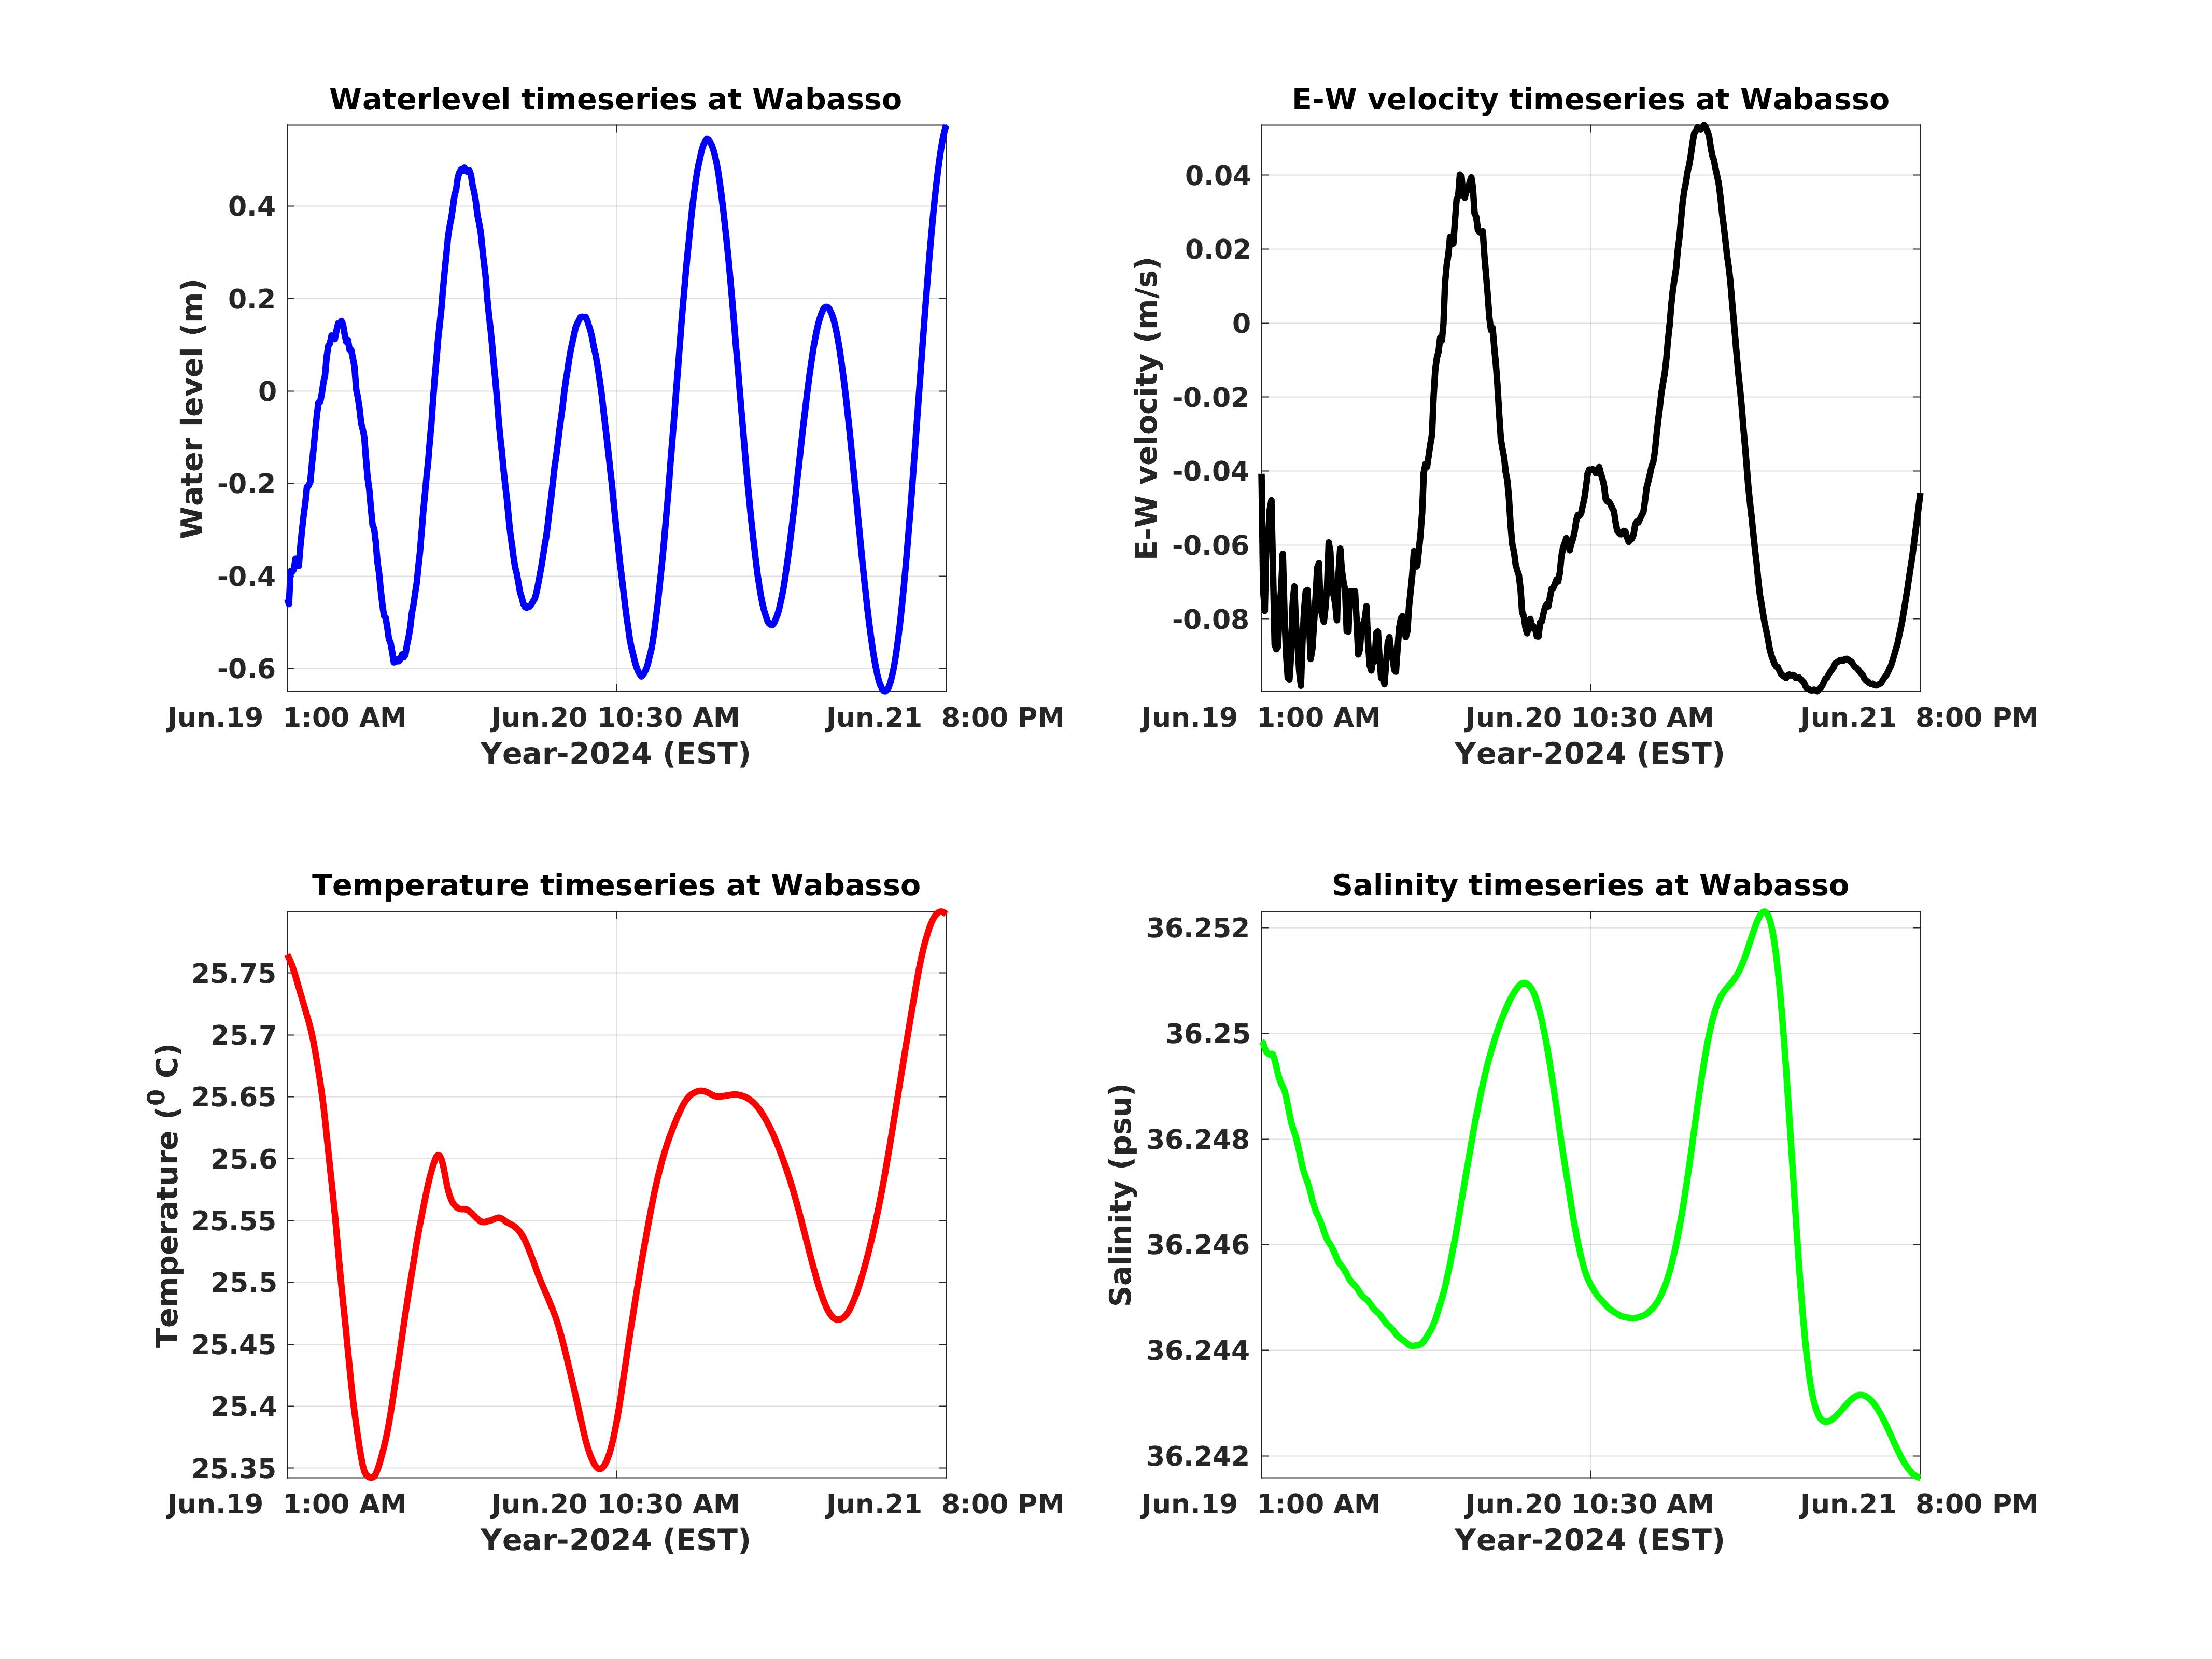 Waterlevel timeseries at Wabasso
Water level (m)
0.4
0.2
0
-0.2
-0.4
-0.6
Jun.19 1:00 AM
Jun.20 10:30 AM
Jun.21 8:00 PM
Year-2024 (EST)
E-W velocity timeseries at Wabasso
E-W velocity (m/s)
0.04
0.02
0
-0.02
-0.04
-0.06
-0.08
Jun.19 1:00 AM
Jun.20 10:30 AM
Jun.21 8:00 PM
Year-2024 (EST)
Temperature timeseries at Wabasso
Temperature (⁰ C)
25.75
25.7
25.65
25.6
25.55
25.5
25.45
25.4
25.35
Jun.19 1:00 AM
Jun.20 10:30 AM
Jun.21 8:00 PM
Year-2024 (EST)
Salinity timeseries at Wabasso
Salinity (psu)
36.252
36.25
36.248
36.246
36.244
36.242
Jun.19 1:00 AM
Jun.20 10:30 AM
Jun.21 8:00 PM
Year-2024 (EST)